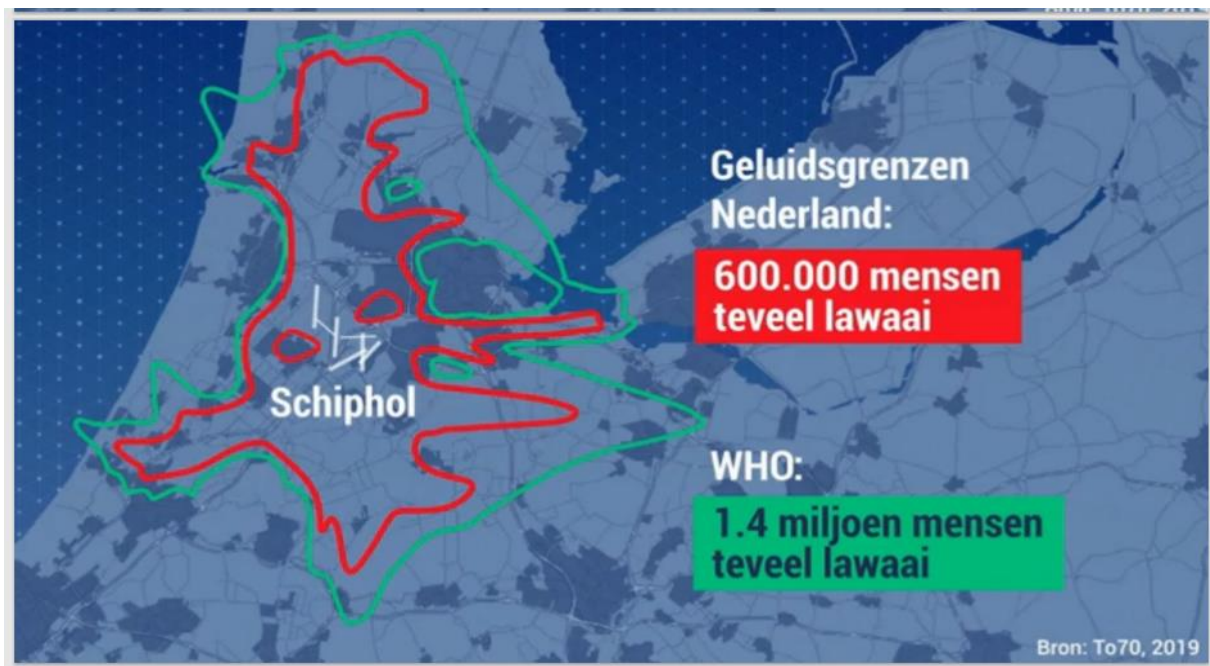 Geluidsgrenzen
Nederland:
600.000 mensen
teveel lawaai
Schiphol
WHO:
1.4 miljoen mensen
teveel lawaai
Bron: To70, 2019